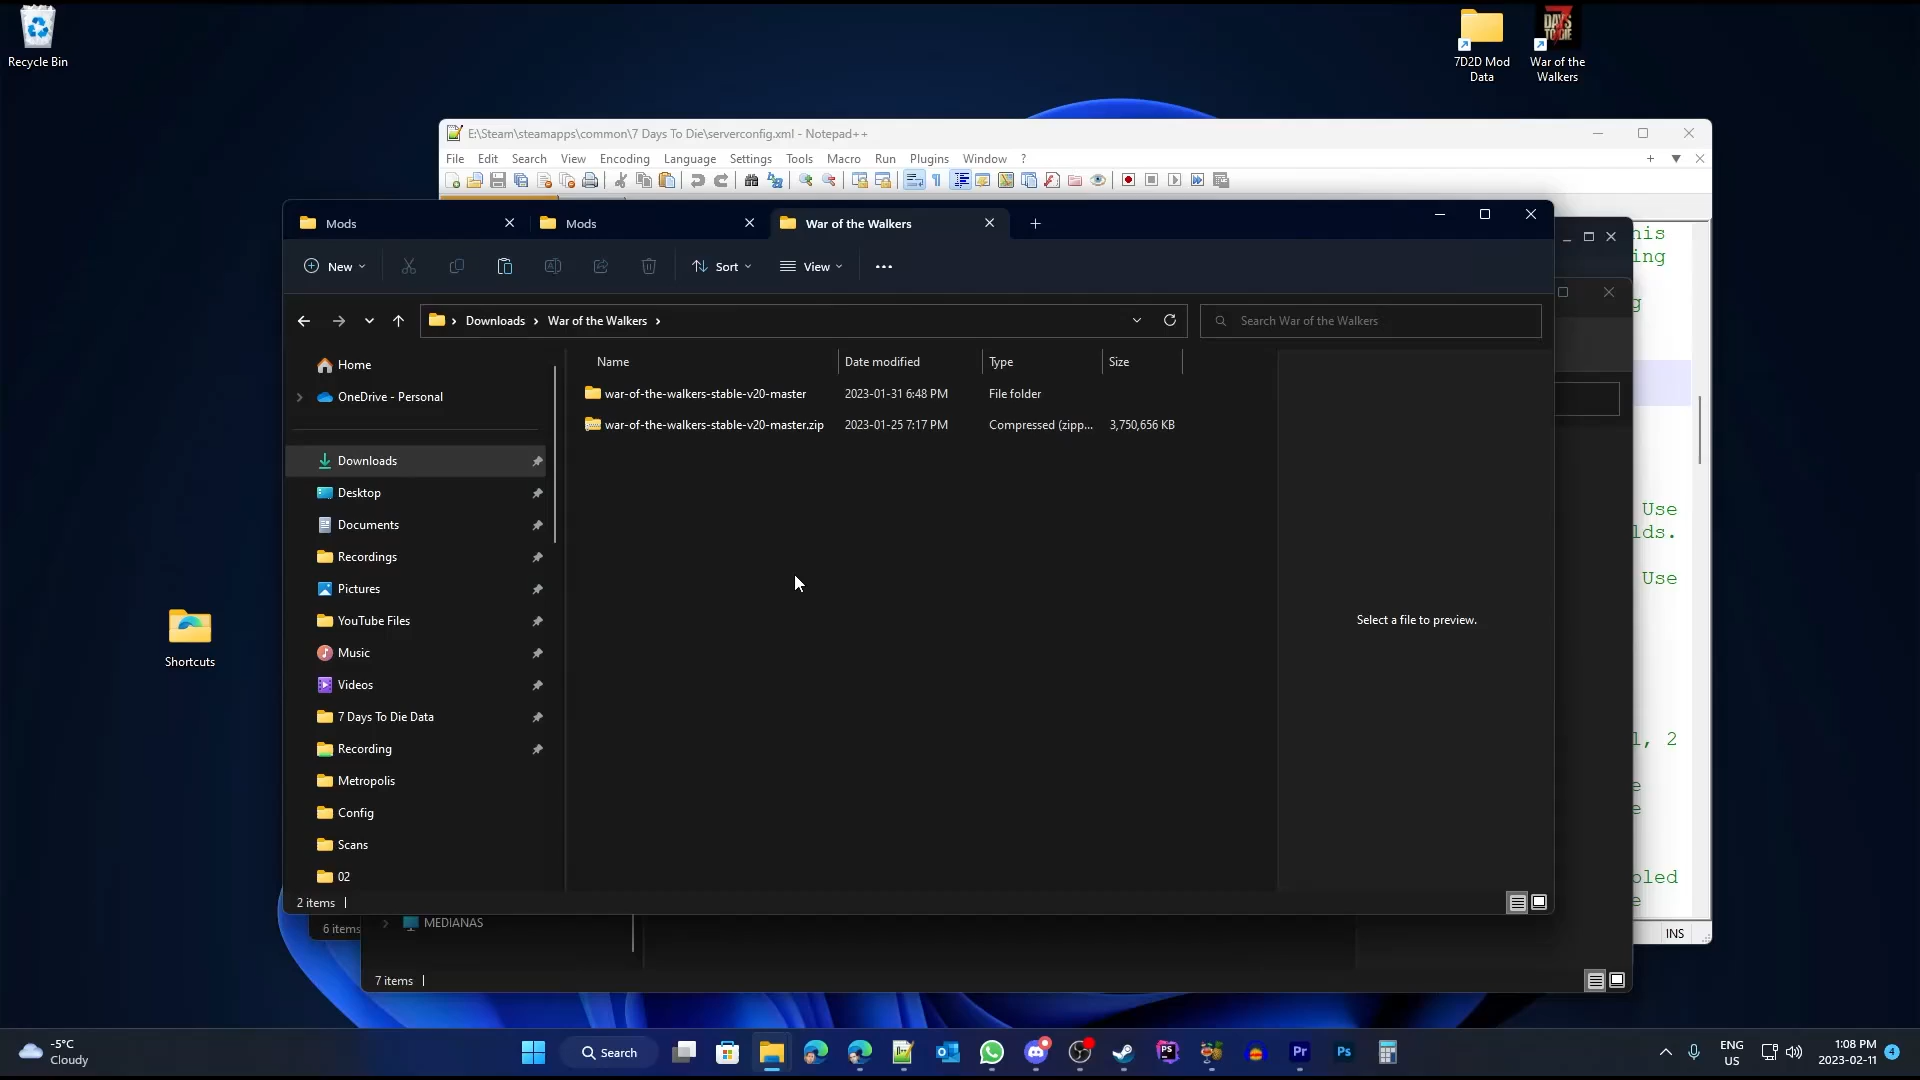 Recycle Bin
7D2D Mod
Data
War of the
Walkers
DAYS
TO DIE
E:\Steam\steamapps\common\7 Days To Die\serverconfig.xml - Notepad++
File Edit Search View Encoding Language Settings Tools Macro Run Plugins Window ?
Mods
Mods
War of the Walkers
New
Sort
View
Downloads
War of the Walkers
Search War of the Walkers
Name
Date modified
Type
Size
war-of-the-walkers-stable-v20-master 2023-01-31 6:48 PM File folder
war-of-the-walkers-stable-v20-master.zip 2023-01-25 7:17 PM Compressed (zipp... 3,750,656 KB
Home
OneDrive - Personal
Downloads
Desktop
Documents
Recordings
Pictures
YouTube Files
Music
Videos
7 Days To Die Data
Recording
Metropolis
Config
Scans
02
Select a file to preview.
2 items
Use
lds.
Use
l, 2
INS
6 items
MEDIANAS
7 items
Shortcuts
-5°C
Cloudy
Search
Pr
Ps
ENG
US
1:08 PM
2023-02-11
4